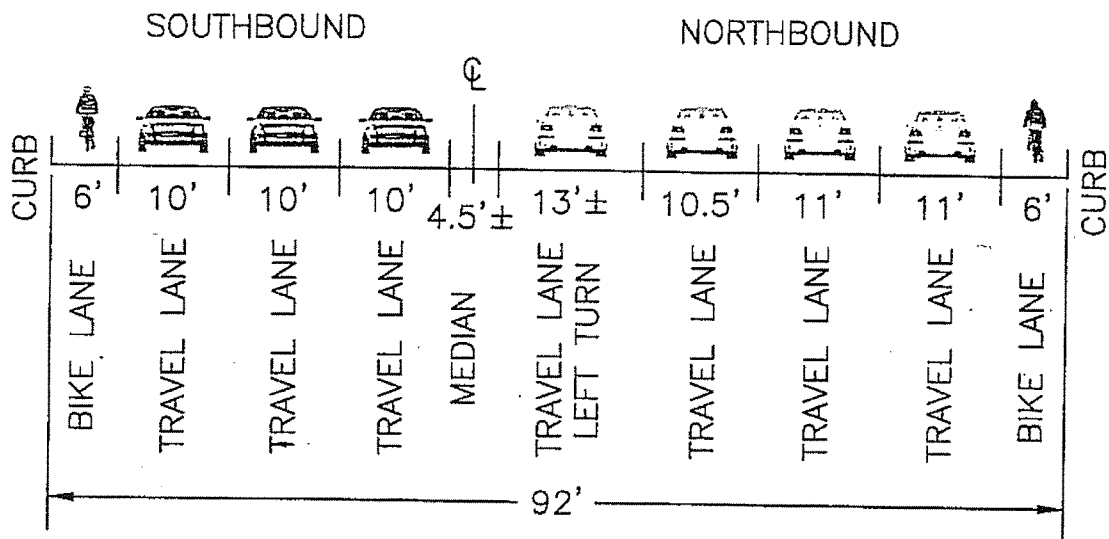 SOUTHBOUND
NORTHBOUND
℄
CURB
6'
10'
10'
10'
4.5'±
13'±
10.5'
11'
11'
6'
CURB
BIKE LANE
TRAVEL LANE
TRAVEL LANE
TRAVEL LANE
MEDIAN
TRAVEL LANE
LEFT TURN
TRAVEL LANE
TRAVEL LANE
TRAVEL LANE
BIKE LANE
92'